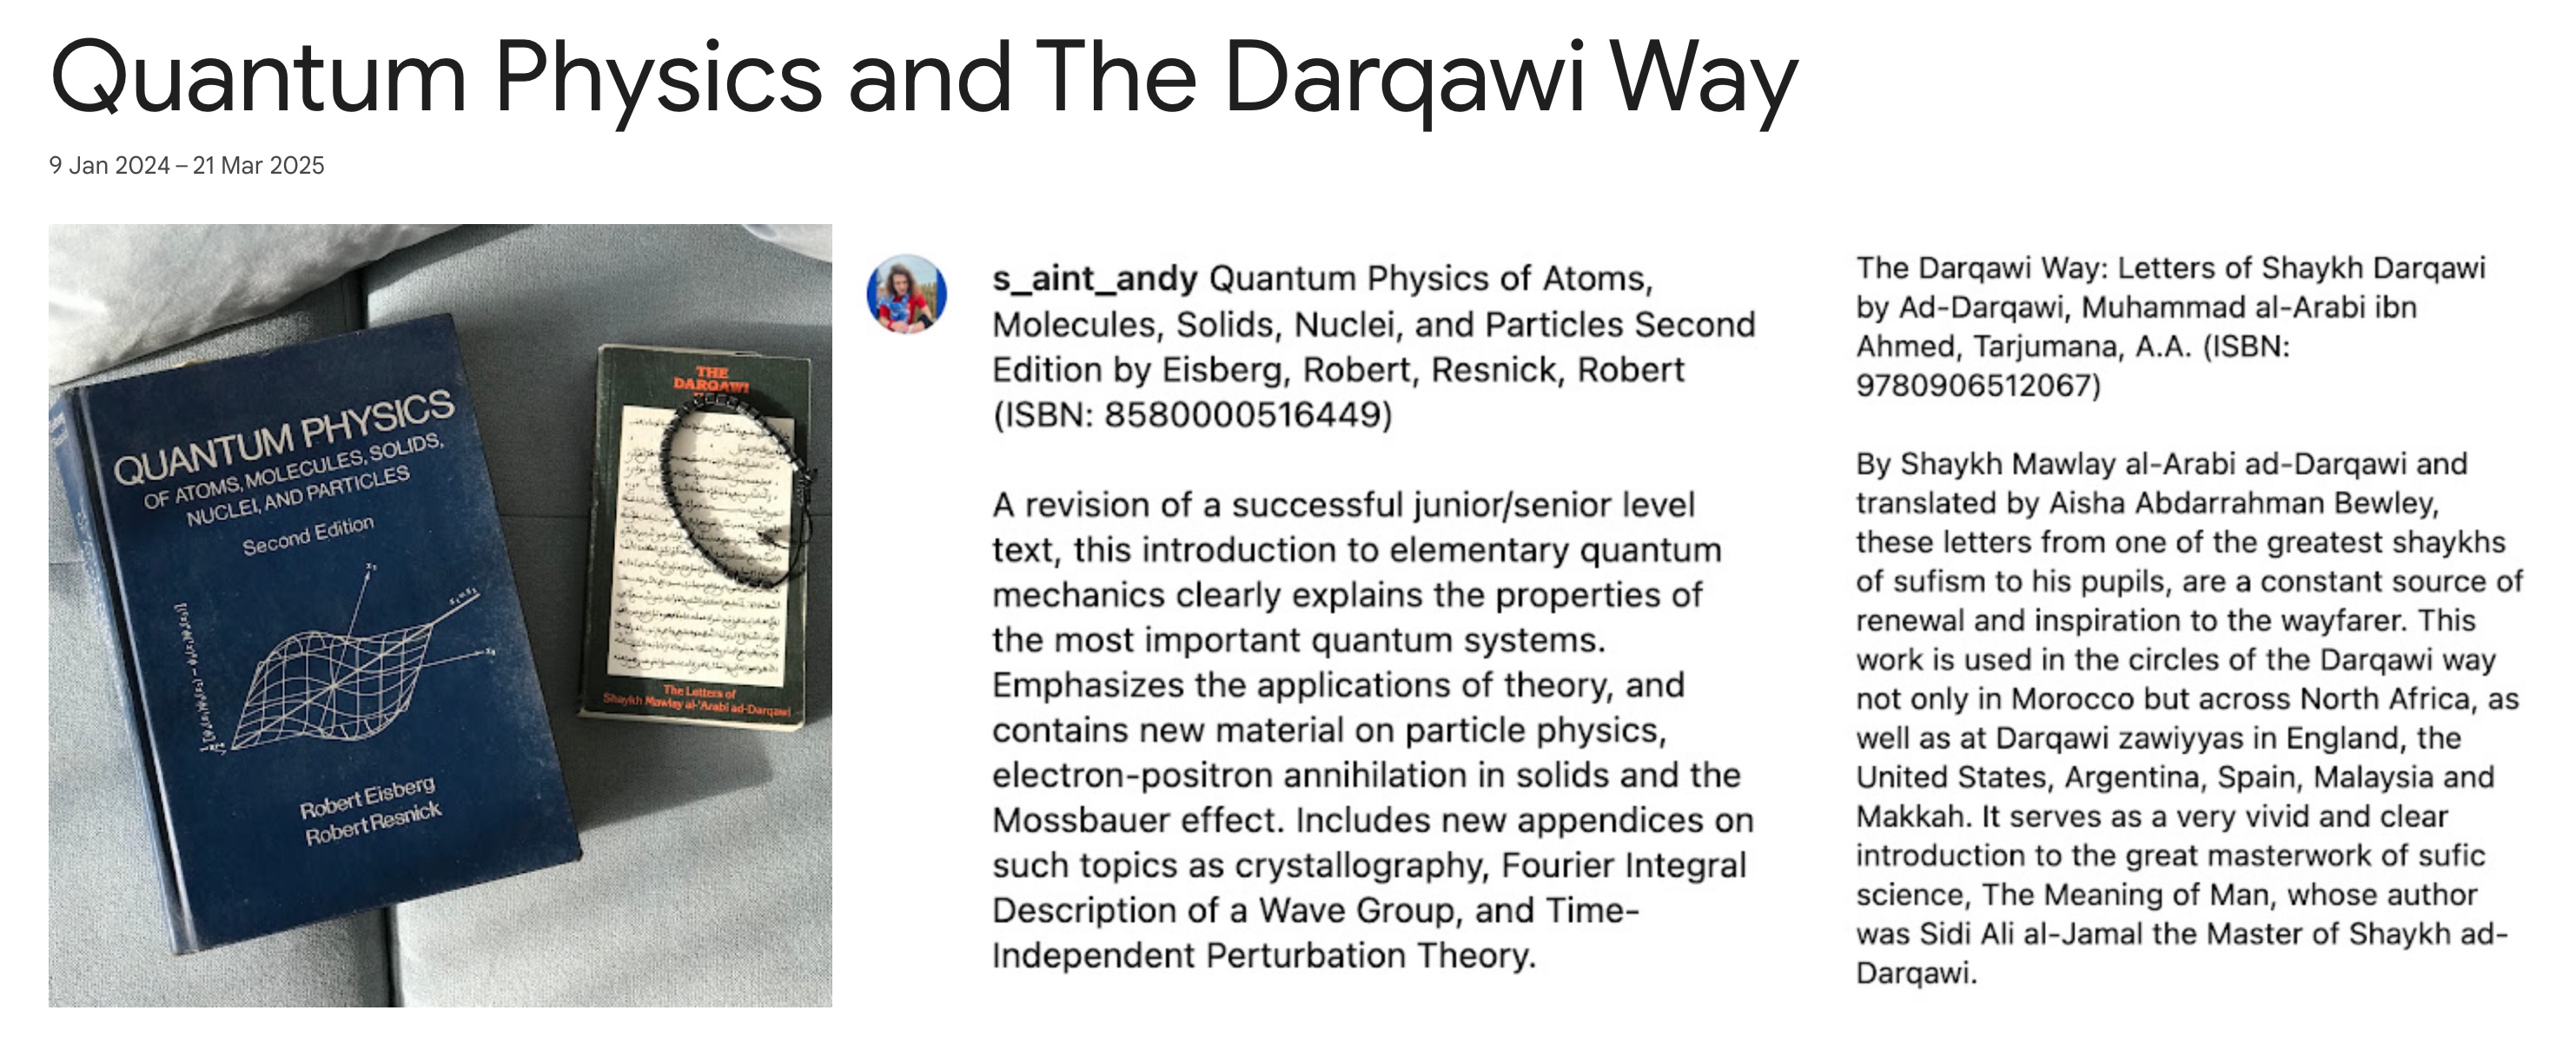 Quantum Physics and The Darqawi Way
9 Jan 2024 – 21 Mar 2025
QUANTUM PHYSICS
OF ATOMS, MOLECULES, SOLIDS,
NUCLEI, AND PARTICLES
Second Edition
Robert Eisberg
Robert Resnick
THE
DARQAWI
The Letters of
Shaykh Mawlay al-'Arabi ad-Darqawi
s_aint_andy Quantum Physics of Atoms,
Molecules, Solids, Nuclei, and Particles Second
Edition by Eisberg, Robert, Resnick, Robert
(ISBN: 8580000516449)
A revision of a successful junior/senior level
text, this introduction to elementary quantum
mechanics clearly explains the properties of
the most important quantum systems.
Emphasizes the applications of theory, and
contains new material on particle physics,
electron-positron annihilation in solids and the
Mossbauer effect. Includes new appendices on
such topics as crystallography, Fourier Integral
Description of a Wave Group, and Time-
Independent Perturbation Theory.
The Darqawi Way: Letters of Shaykh Darqawi
by Ad-Darqawi, Muhammad al-Arabi ibn
Ahmed, Tarjumana, A.A. (ISBN:
9780906512067)
By Shaykh Mawlay al-Arabi ad-Darqawi and
translated by Aisha Abdarrahman Bewley,
these letters from one of the greatest shaykhs
of sufism to his pupils, are a constant source of
renewal and inspiration to the wayfarer. This
work is used in the circles of the Darqawi way
not only in Morocco but across North Africa, as
well as at Darqawi zawiyyas in England, the
United States, Argentina, Spain, Malaysia and
Makkah. It serves as a very vivid and clear
introduction to the great masterwork of sufic
science, The Meaning of Man, whose author
was Sidi Ali al-Jamal the Master of Shaykh ad-
Darqawi.